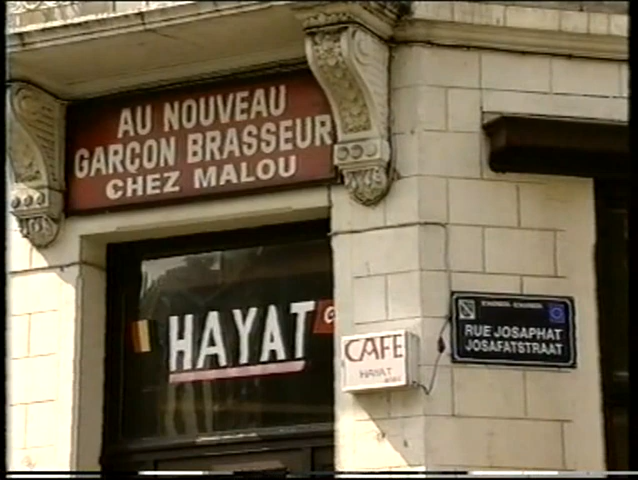 AU NOUVEAU
GARÇON BRASSEUR
CHEZ MALOU
HAYAT
CAFE
HAYAT
RUE JOSAPHAT
JOSAFATSTRAAT